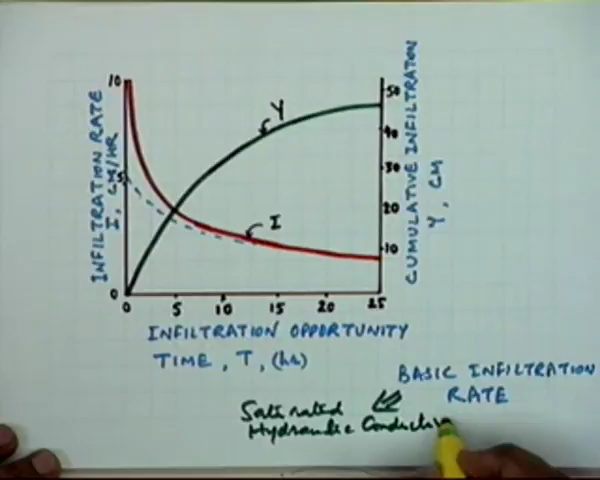 10
5
0
INFILTRATION RATE
I, CM/HR
Y
I
50
40
30
20
10
CUMULATIVE INFILTRATION
Y, CM
0 5 10 15 20 25
INFILTRATION OPPORTUNITY
TIME, T, (hr)
BASIC INFILTRATION
RATE
Saturated
Hydraulic Conductiv